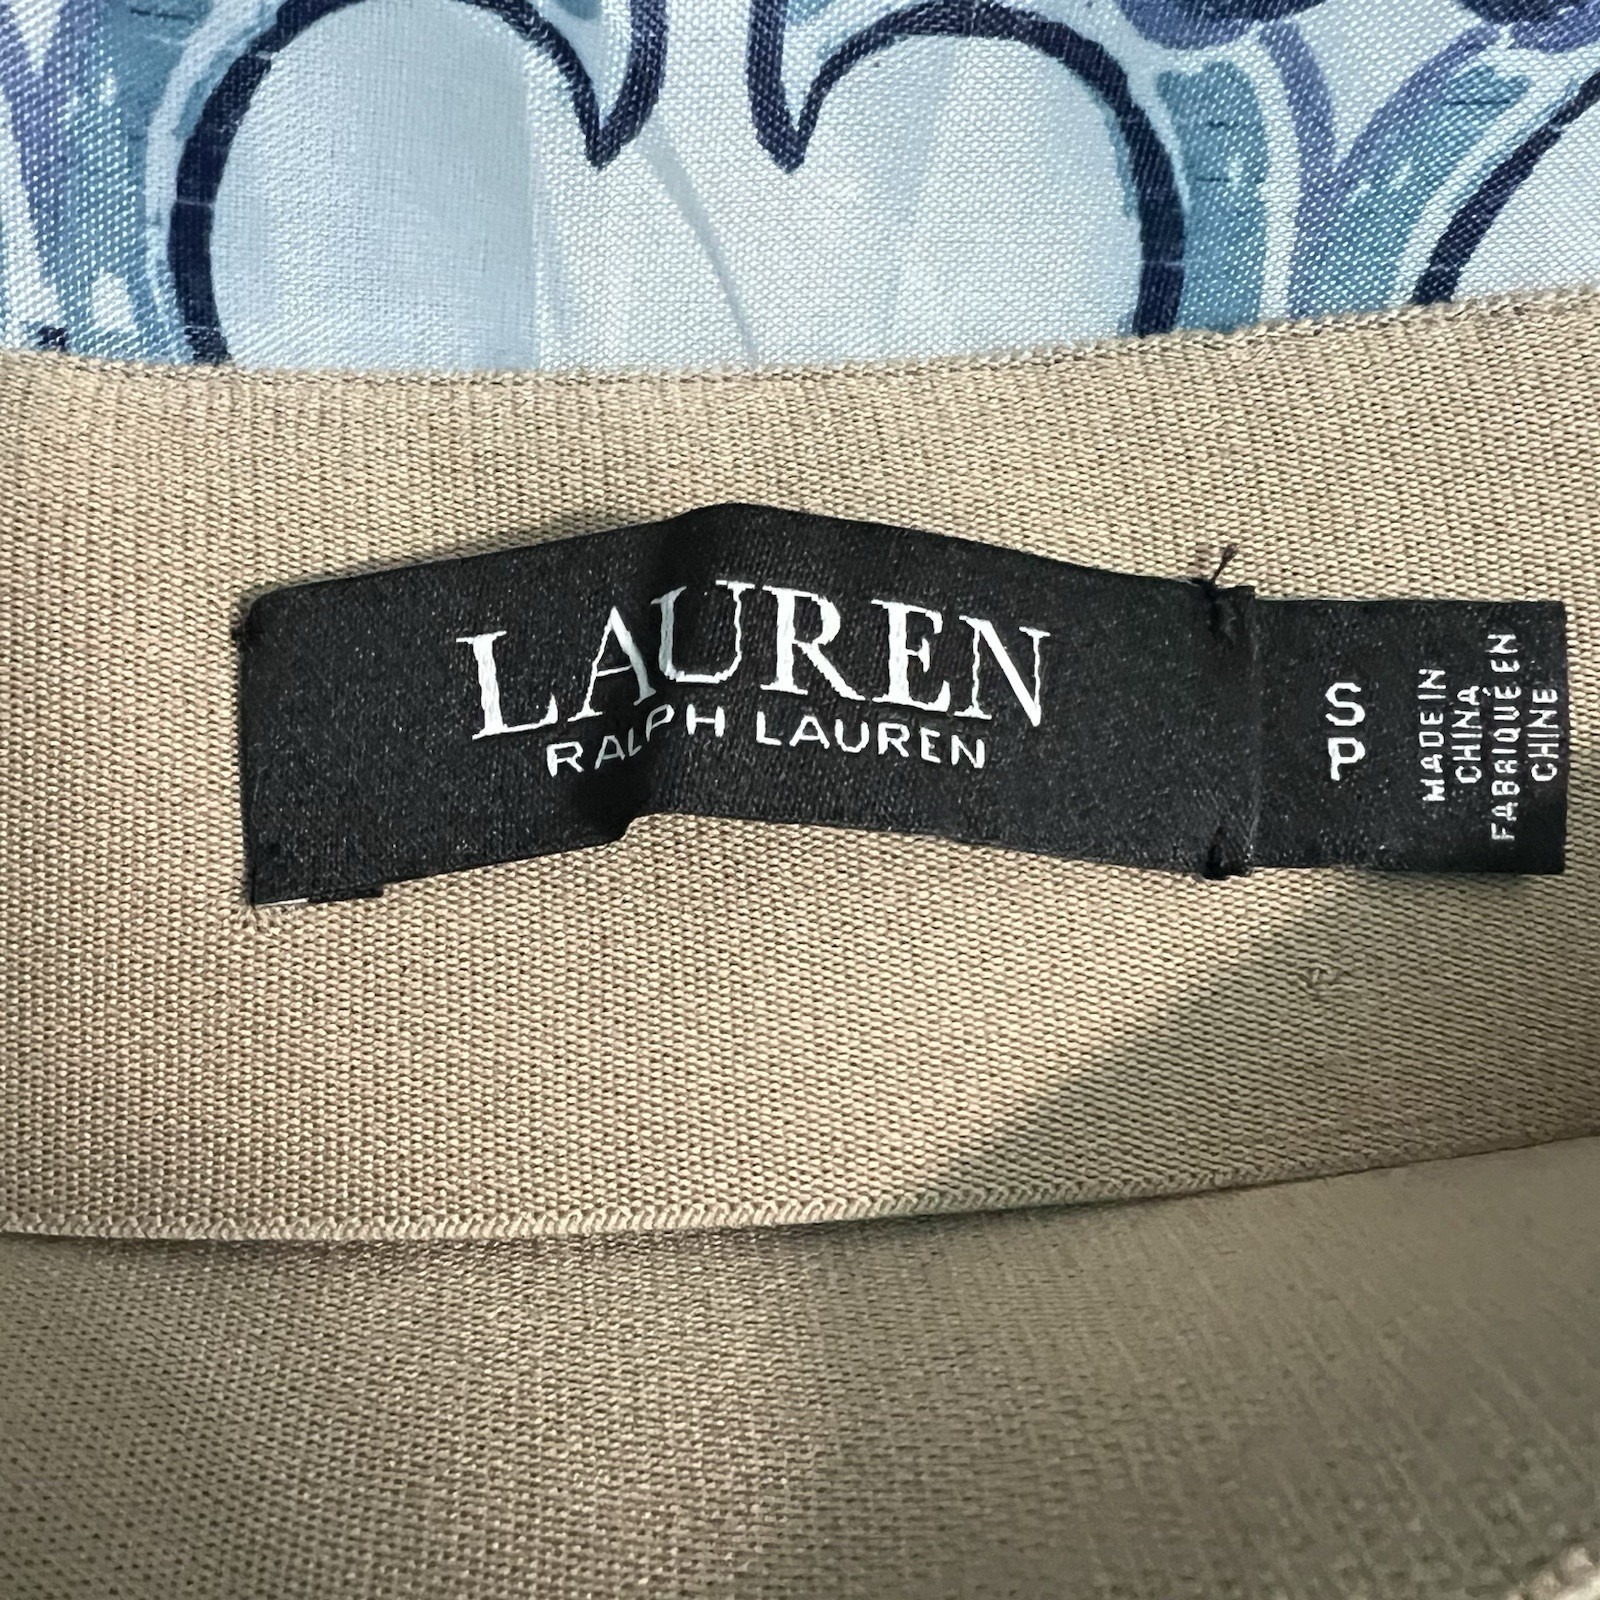 LAUREN
RALPH LAUREN
S
P
MADE IN
CHINA
FABRIQUÉ EN
CHINE